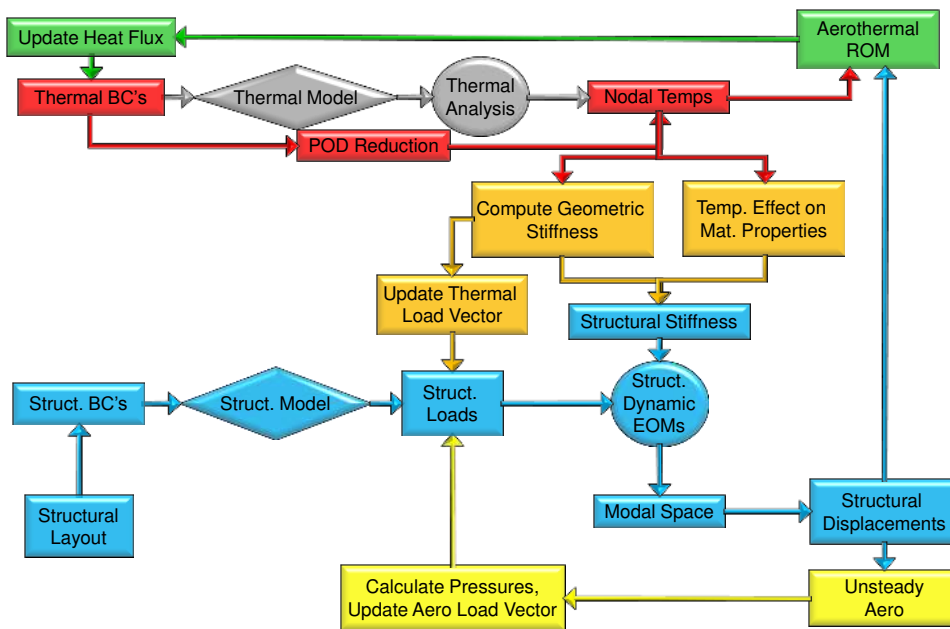 Update Heat Flux
Aerothermal
ROM
Thermal BC's
Thermal Model
Thermal
Analysis
Nodal Temps
POD Reduction
Compute Geometric
Stiffness
Temp. Effect on
Mat. Properties
Update Thermal
Load Vector
Structural Stiffness
Struct. BC's
Struct. Model
Struct.
Loads
Struct.
Dynamic
EOMs
Structural
Layout
Modal Space
Structural
Displacements
Calculate Pressures,
Update Aero Load Vector
Unsteady
Aero